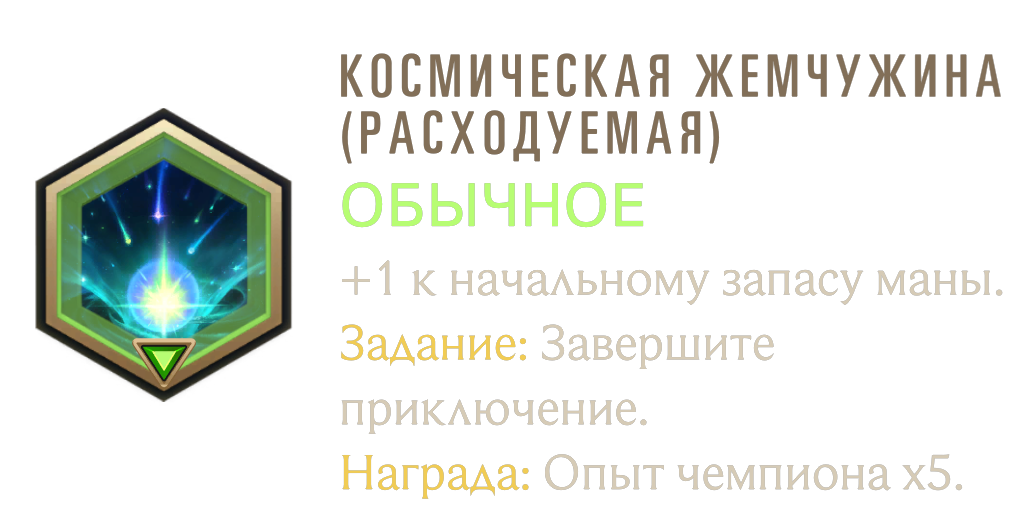 КОСМИЧЕСКАЯ ЖЕМЧУЖИНА
(РАСХОДУЕМАЯ)
ОБЫЧНОЕ
+1 к начальному запасу маны.
Задание: Завершите
приключение.
Награда: Опыт чемпиона x5.